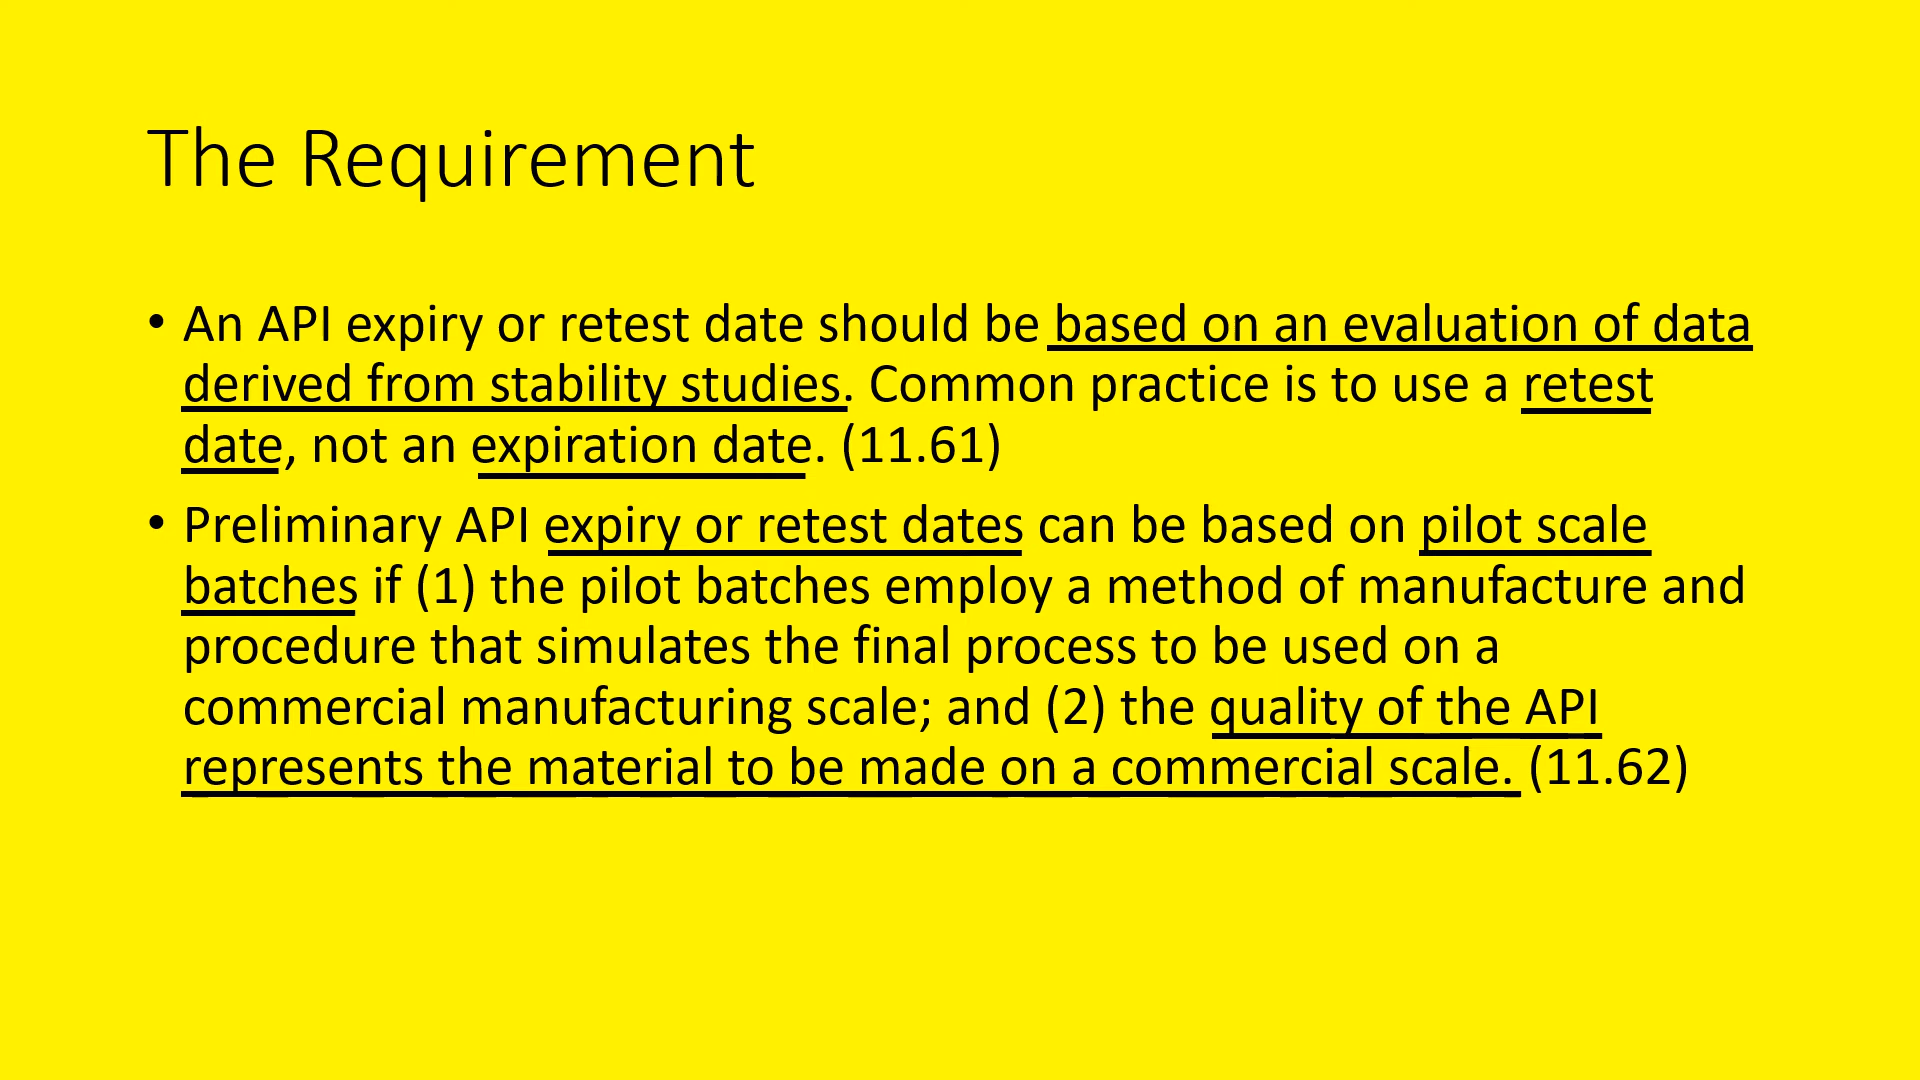 The Requirement
• An API expiry or retest date should be based on an evaluation of data
derived from stability studies. Common practice is to use a retest
date, not an expiration date. (11.61)
• Preliminary API expiry or retest dates can be based on pilot scale
batches if (1) the pilot batches employ a method of manufacture and
procedure that simulates the final process to be used on a
commercial manufacturing scale; and (2) the quality of the API
represents the material to be made on a commercial scale. (11.62)